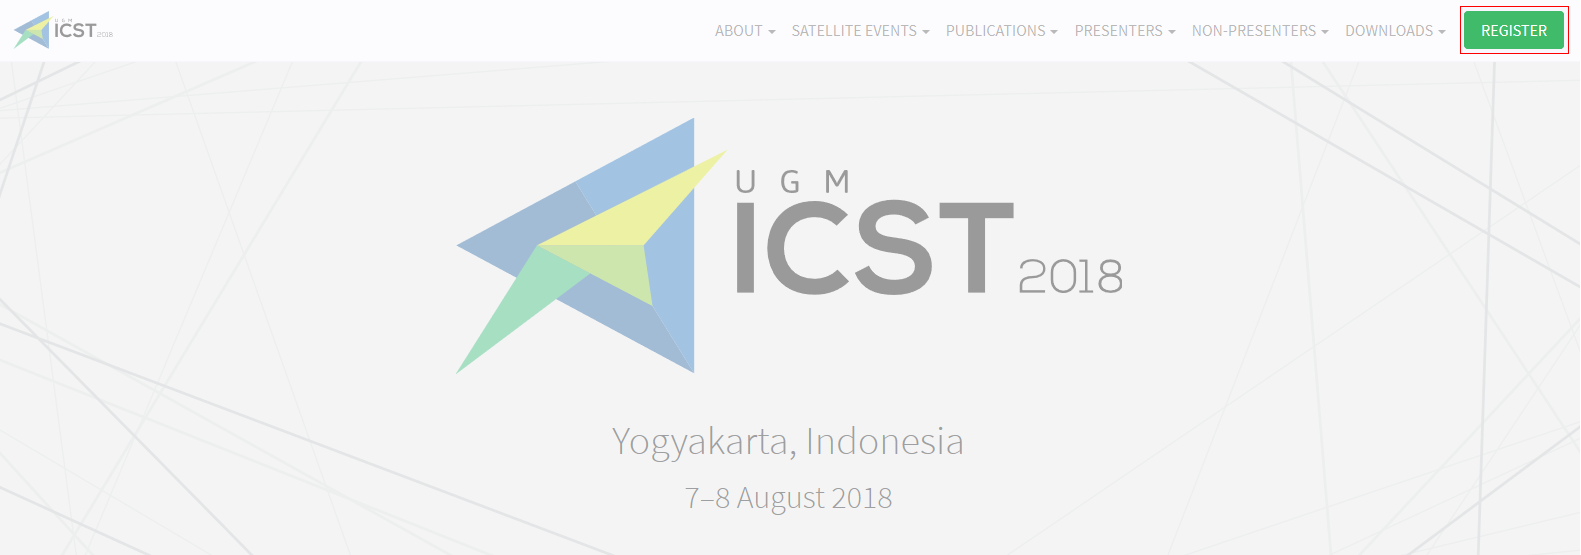 UGM
ICST 2018
ABOUT SATELLITE EVENTS PUBLICATIONS PRESENTERS NON-PRESENTERS DOWNLOADS REGISTER
UGM
ICST 2018
Yogyakarta, Indonesia
7–8 August 2018